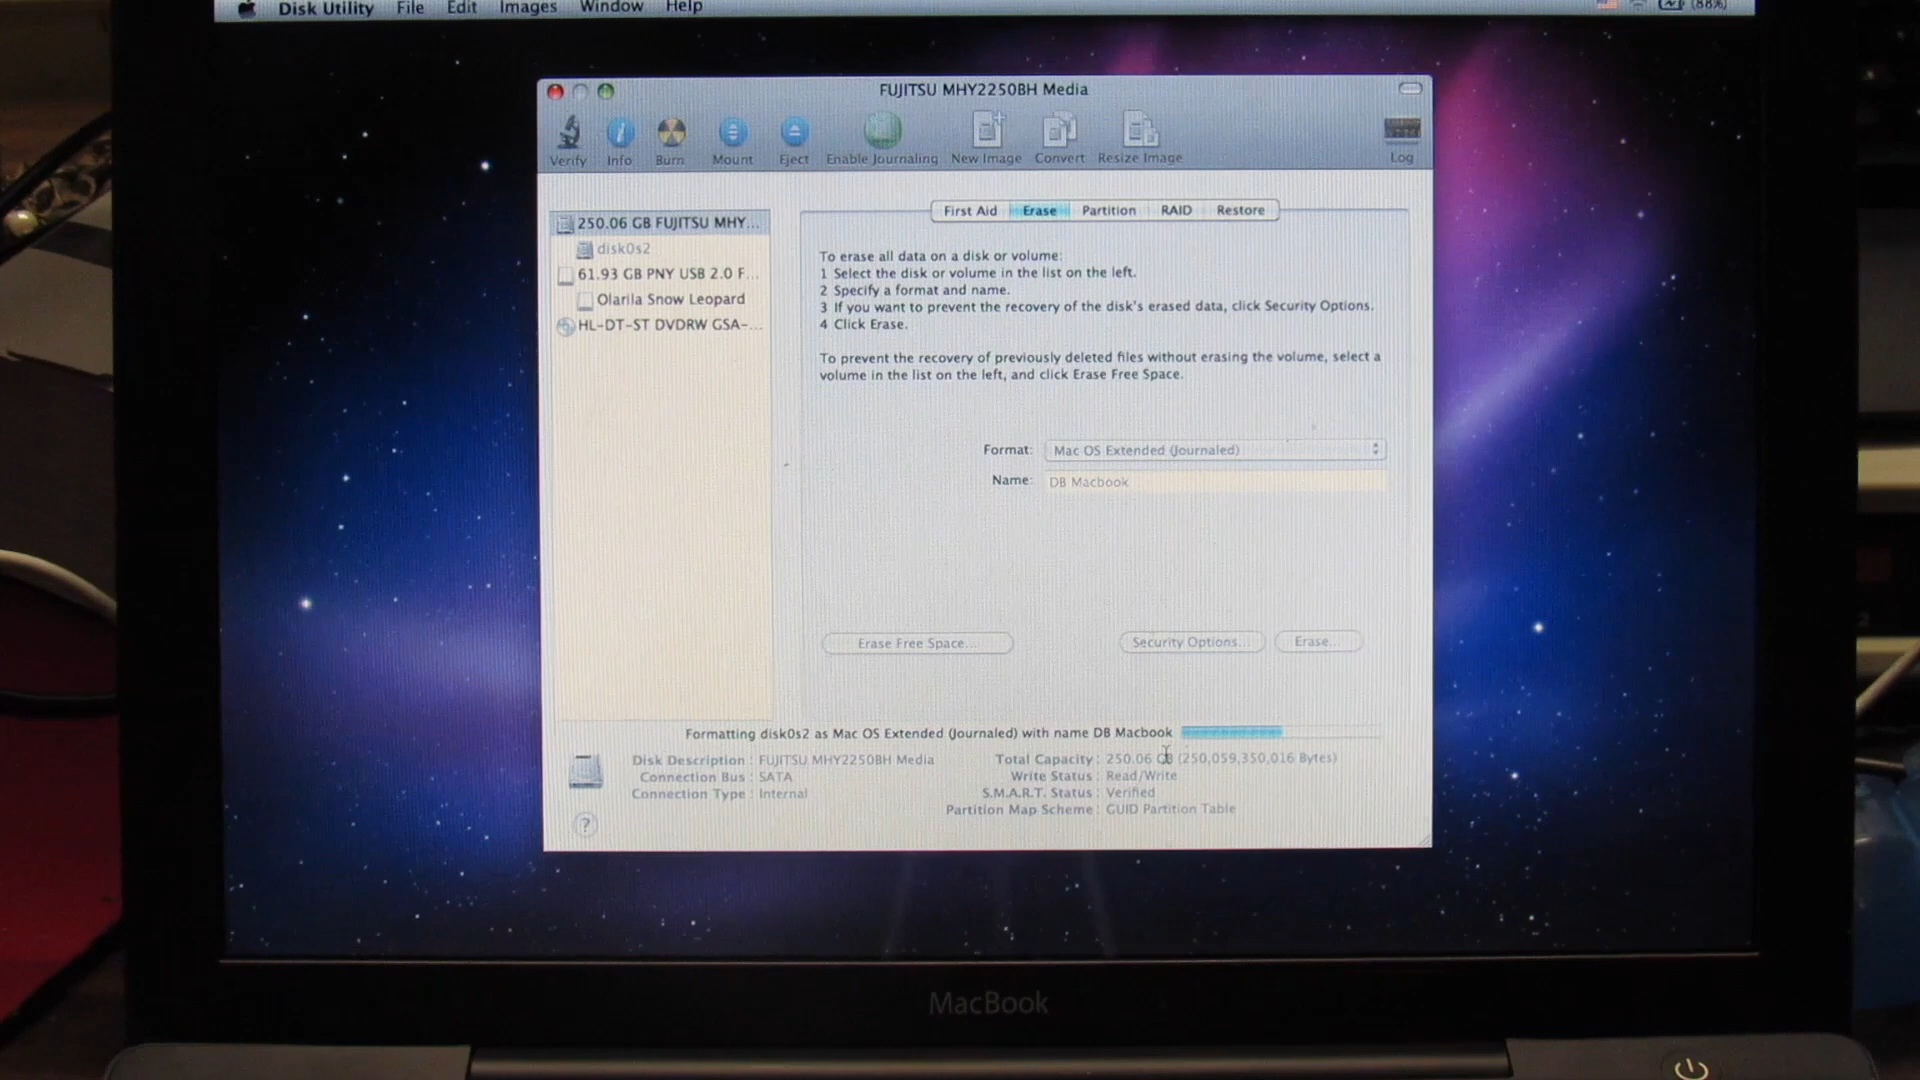 Disk Utility File Edit Images Window Help (88%)
FUJITSU MHY2250BH Media
Verify Info Burn Mount Eject Enable Journaling New Image Convert Resize Image Log
First Aid Erase Partition RAID Restore
250.06 GB FUJITSU MHY...
disk0s2
61.93 GB PNY USB 2.0 F...
Olarila Snow Leopard
HL-DT-ST DVDRW GSA-...
To erase all data on a disk or volume:
1 Select the disk or volume in the list on the left.
2 Specify a format and name.
3 If you want to prevent the recovery of the disk's erased data, click Security Options.
4 Click Erase.
To prevent the recovery of previously deleted files without erasing the volume, select a
volume in the list on the left, and click Erase Free Space.
Format: Mac OS Extended (Journaled)
Name: DB Macbook
Erase Free Space... Security Options... Erase...
Formatting disk0s2 as Mac OS Extended (Journaled) with name DB Macbook
Disk Description : FUJITSU MHY2250BH Media
Connection Bus : SATA
Connection Type : Internal
Total Capacity : 250.06 GB (250,059,350,016 Bytes)
Write Status : Read/Write
S.M.A.R.T. Status : Verified
Partition Map Scheme : GUID Partition Table
?
MacBook